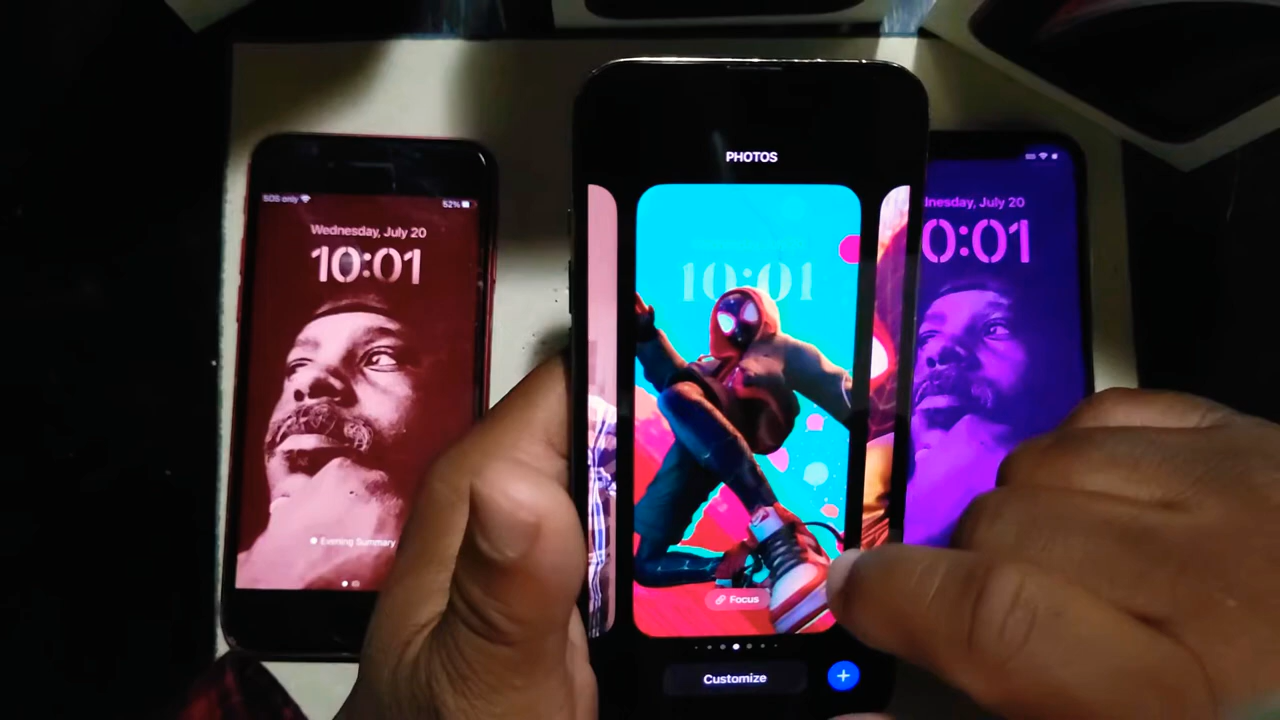 SOS only
52%
Wednesday, July 20
10:01
Evening Summary
PHOTOS
10:01
Focus
Customize
nesday, July 20
0:01